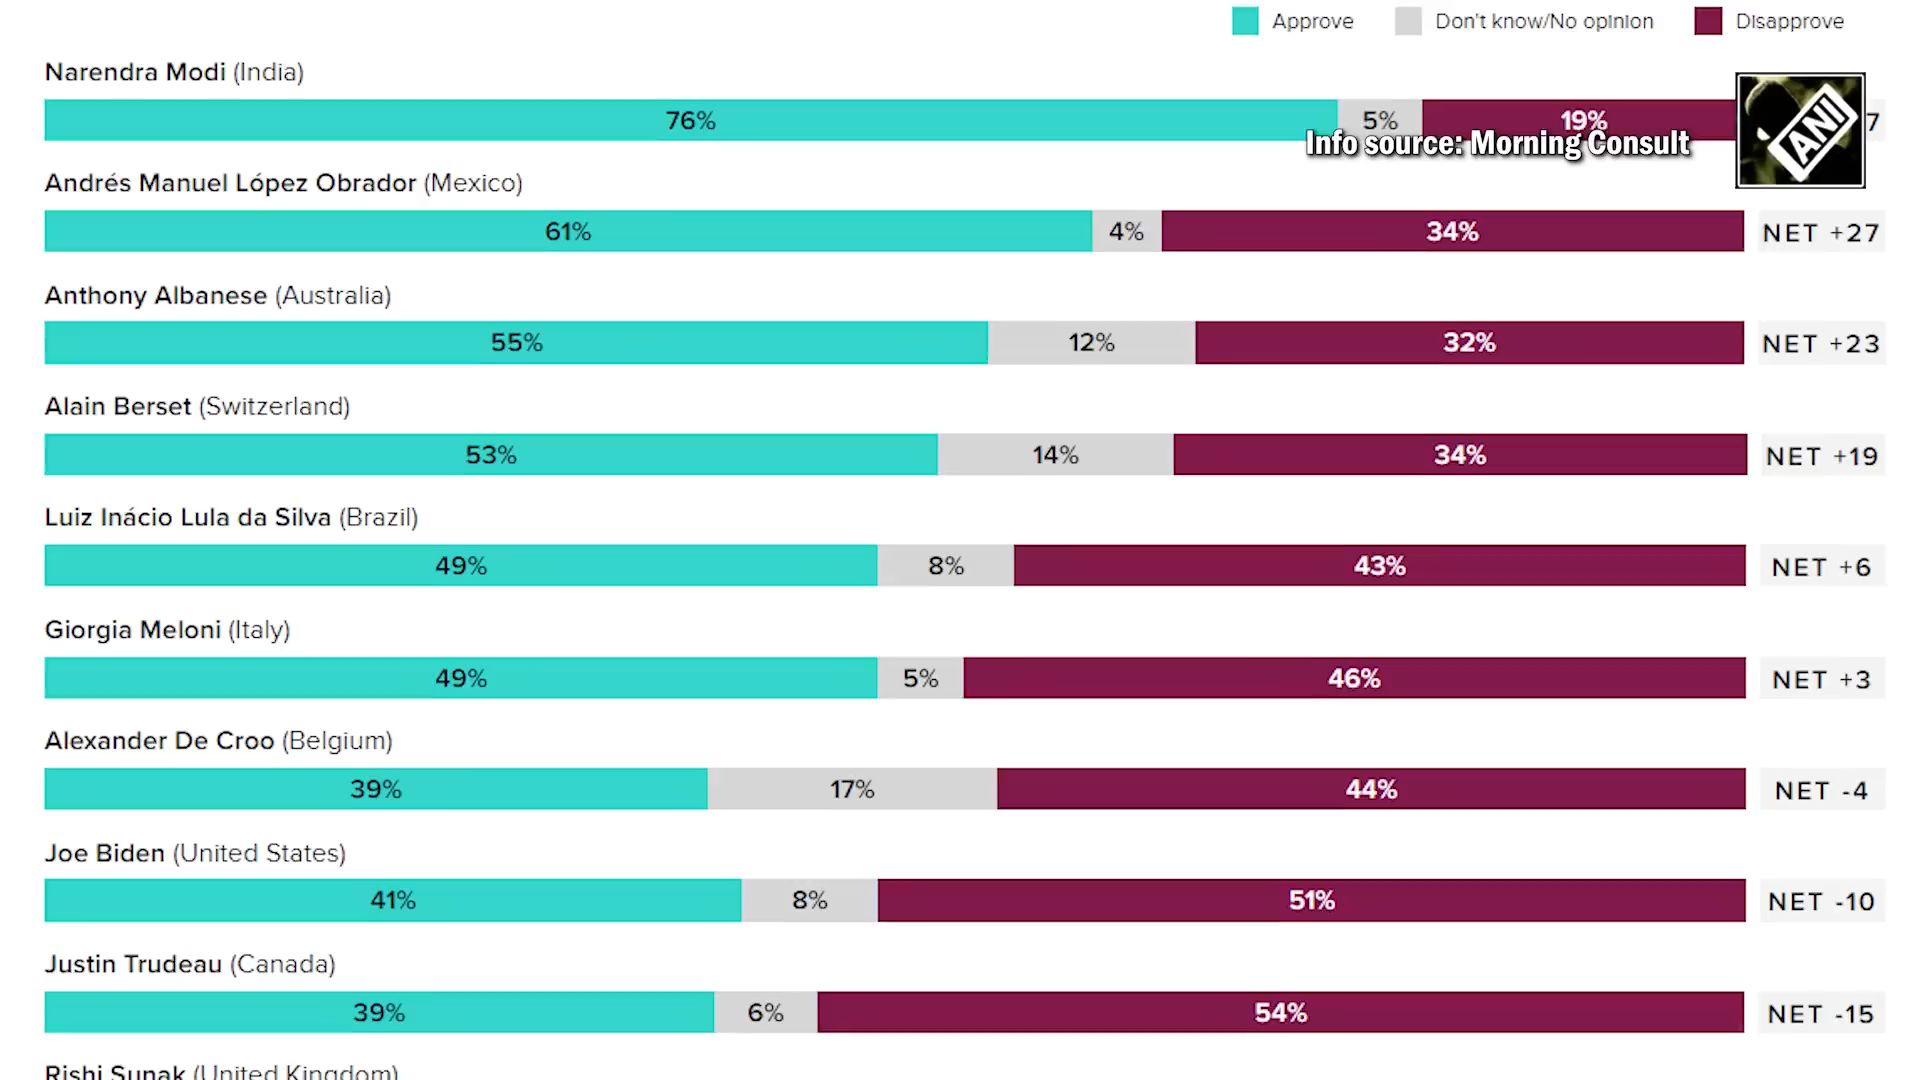 Approve Don't know/No opinion Disapprove
Narendra Modi (India)
76% 5% 19% 7
Info source: Morning Consult
ANI
Andrés Manuel López Obrador (Mexico)
61% 4% 34% NET +27
Anthony Albanese (Australia)
55% 12% 32% NET +23
Alain Berset (Switzerland)
53% 14% 34% NET +19
Luiz Inácio Lula da Silva (Brazil)
49% 8% 43% NET +6
Giorgia Meloni (Italy)
49% 5% 46% NET +3
Alexander De Croo (Belgium)
39% 17% 44% NET -4
Joe Biden (United States)
41% 8% 51% NET -10
Justin Trudeau (Canada)
39% 6% 54% NET -15
Rishi Sunak (United Kingdom)